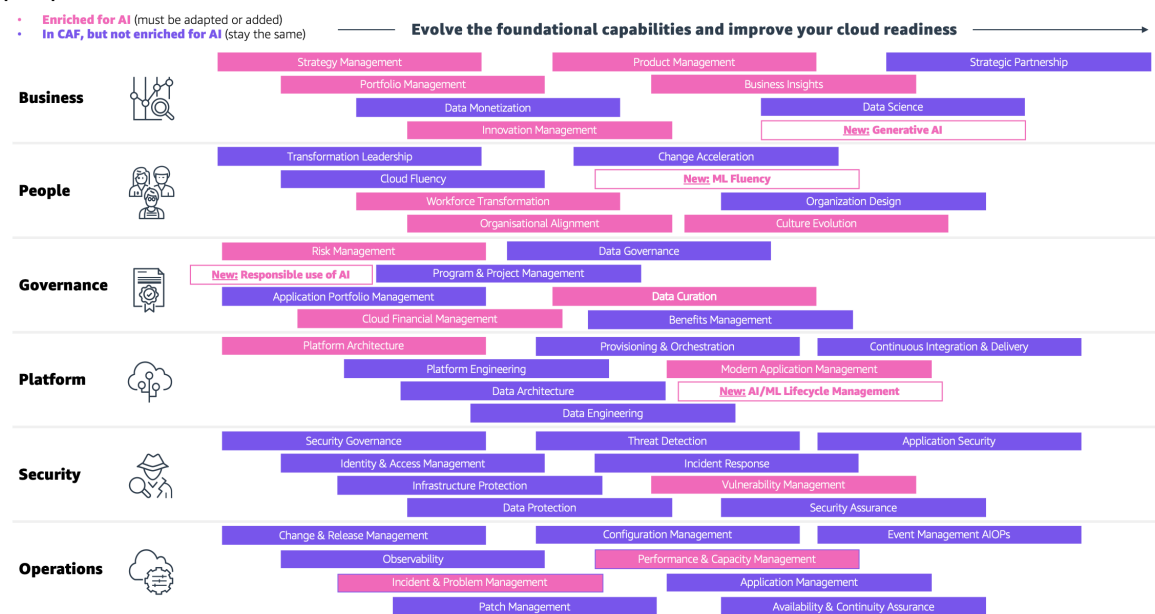 • Enriched for AI (must be adapted or added)
• In CAF, but not enriched for AI (stay the same)
Evolve the foundational capabilities and improve your cloud readiness
Business
Strategy Management
Product Management
Strategic Partnership
Portfolio Management
Business Insights
Data Monetization
Data Science
Innovation Management
New: Generative AI
People
Transformation Leadership
Change Acceleration
Cloud Fluency
New: ML Fluency
Workforce Transformation
Organization Design
Organisational Alignment
Culture Evolution
Governance
Risk Management
Data Governance
New: Responsible use of AI
Program & Project Management
Application Portfolio Management
Data Curation
Cloud Financial Management
Benefits Management
Platform
Platform Architecture
Provisioning & Orchestration
Continuous Integration & Delivery
Platform Engineering
Modern Application Management
Data Architecture
New: AI/ML Lifecycle Management
Data Engineering
Security
Security Governance
Threat Detection
Application Security
Identity & Access Management
Incident Response
Infrastructure Protection
Vulnerability Management
Data Protection
Security Assurance
Operations
Change & Release Management
Configuration Management
Event Management AIOPs
Observability
Performance & Capacity Management
Incident & Problem Management
Application Management
Patch Management
Availability & Continuity Assurance